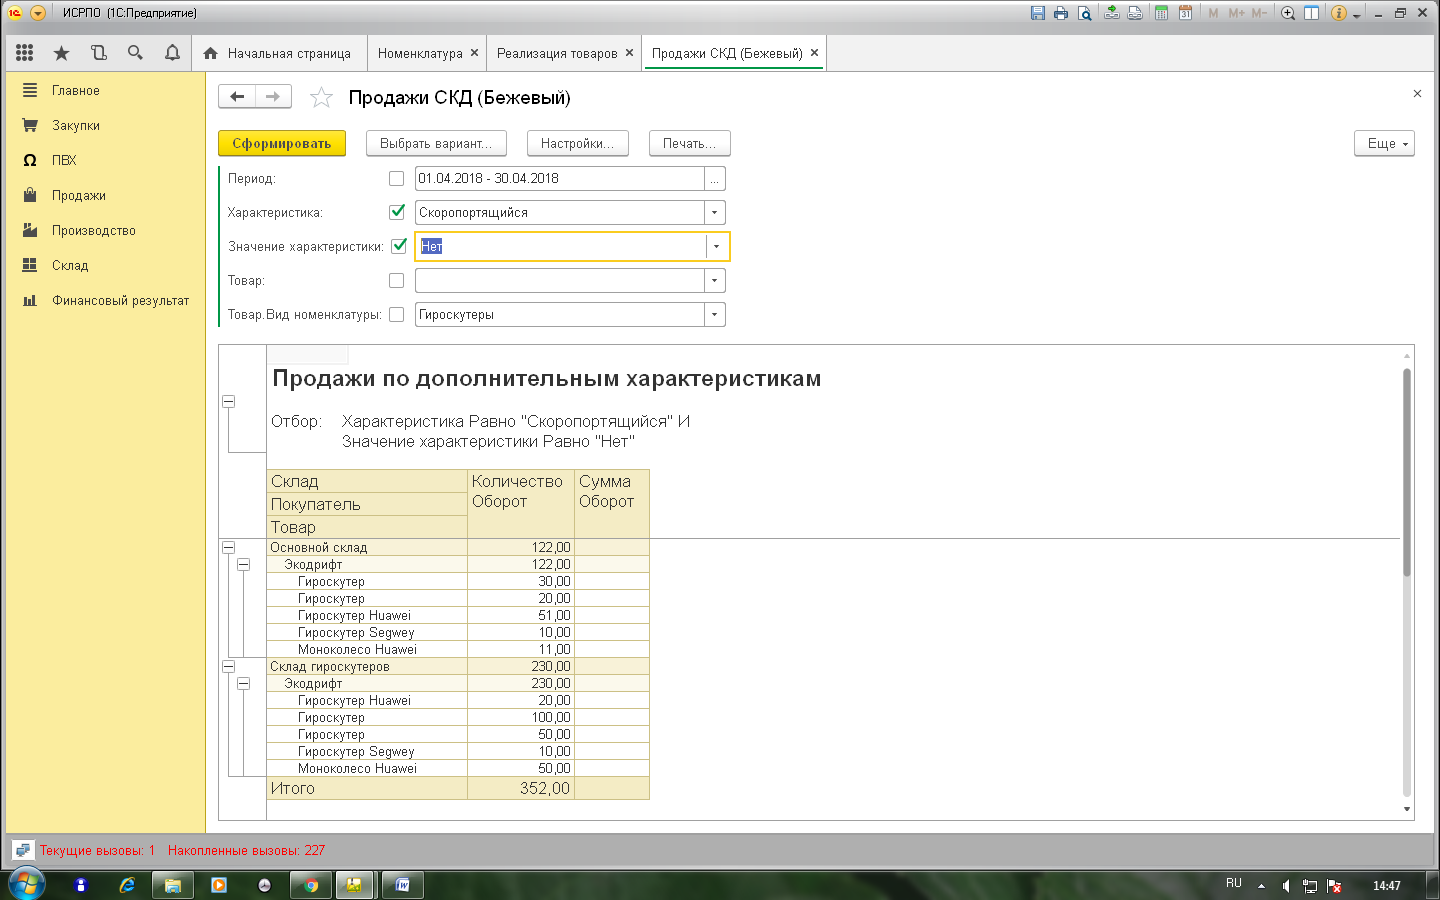 ИСРПО (1С:Предприятие)
M M+ M-
Начальная страница
Номенклатура ×
Реализация товаров ×
Продажи СКД (Бежевый) ×
Главное
Закупки
ПВХ
Продажи
Производство
Склад
Финансовый результат
Продажи СКД (Бежевый)
Сформировать Выбрать вариант... Настройки... Печать... Еще
Период: 01.04.2018 - 30.04.2018 ...
Характеристика: Скоропортящийся
Значение характеристики: Нет
Товар:
Товар.Вид номенклатуры: Гироскутеры
Продажи по дополнительным характеристикам
Отбор: Характеристика Равно "Скоропортящийся" И
Значение характеристики Равно "Нет"
Склад Количество Оборот Сумма Оборот
Покупатель
Товар
Основной склад 122,00
Экодрифт 122,00
Гироскутер 30,00
Гироскутер 20,00
Гироскутер Huawei 51,00
Гироскутер Segwey 10,00
Моноколесо Huawei 11,00
Склад гироскутеров 230,00
Экодрифт 230,00
Гироскутер Huawei 20,00
Гироскутер 100,00
Гироскутер 50,00
Гироскутер Segwey 10,00
Моноколесо Huawei 50,00
Итого 352,00
Текущие вызовы: 1 Накопленные вызовы: 227
RU 14:47